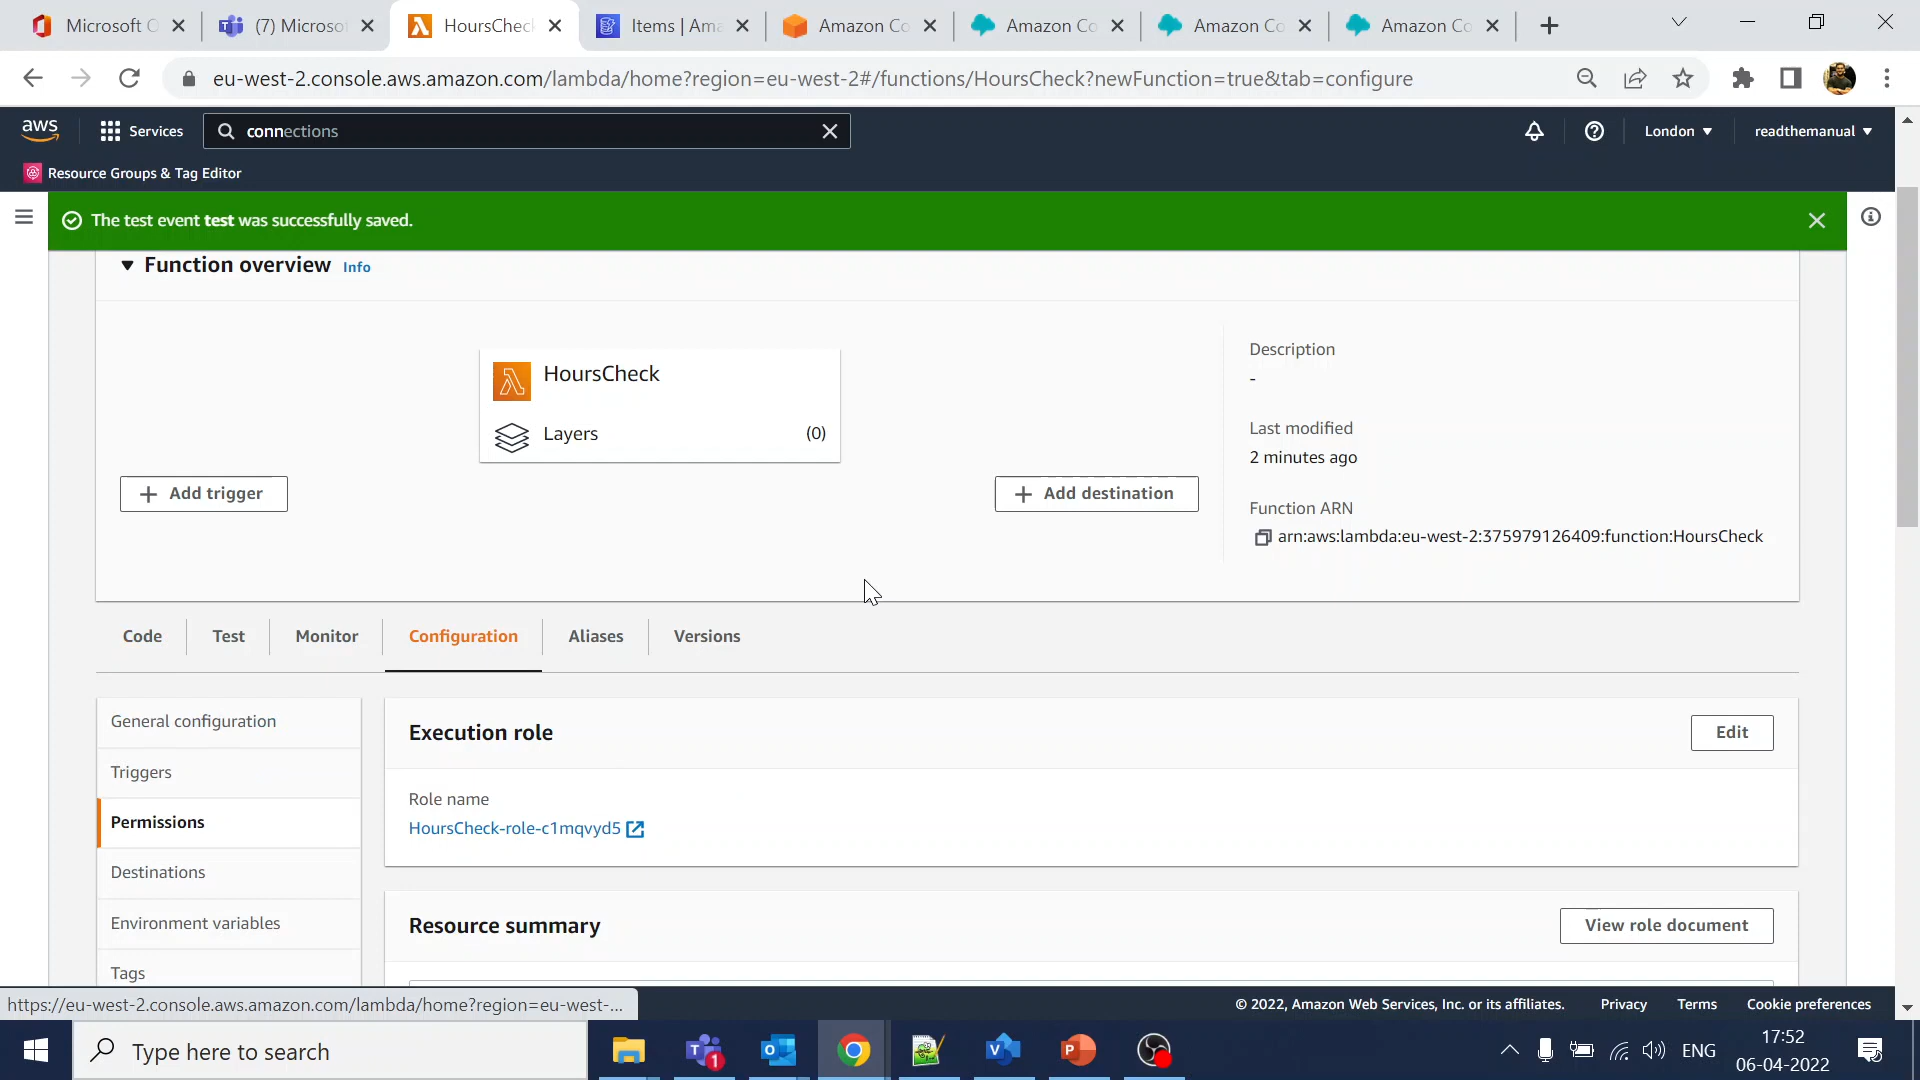 Microsoft O
(7) Microsof
HoursCheck
Items | Ama
Amazon Co
Amazon Co
Amazon Co
Amazon Co
eu-west-2.console.aws.amazon.com/lambda/home?region=eu-west-2#/functions/HoursCheck?newFunction=true&tab=configure
aws
Services
connections
London
readthemanual
Resource Groups & Tag Editor
The test event test was successfully saved.
Function overview Info
HoursCheck
Layers (0)
Add trigger
Add destination
Description
-
Last modified
2 minutes ago
Function ARN
arn:aws:lambda:eu-west-2:375979126409:function:HoursCheck
Code
Test
Monitor
Configuration
Aliases
Versions
General configuration
Triggers
Permissions
Destinations
Environment variables
Tags
Execution role
Edit
Role name
HoursCheck-role-c1mqvyd5
Resource summary
View role document
https://eu-west-2.console.aws.amazon.com/lambda/home?region=eu-west-...
© 2022, Amazon Web Services, Inc. or its affiliates.
Privacy
Terms
Cookie preferences
Type here to search
1
ENG
17:52
06-04-2022